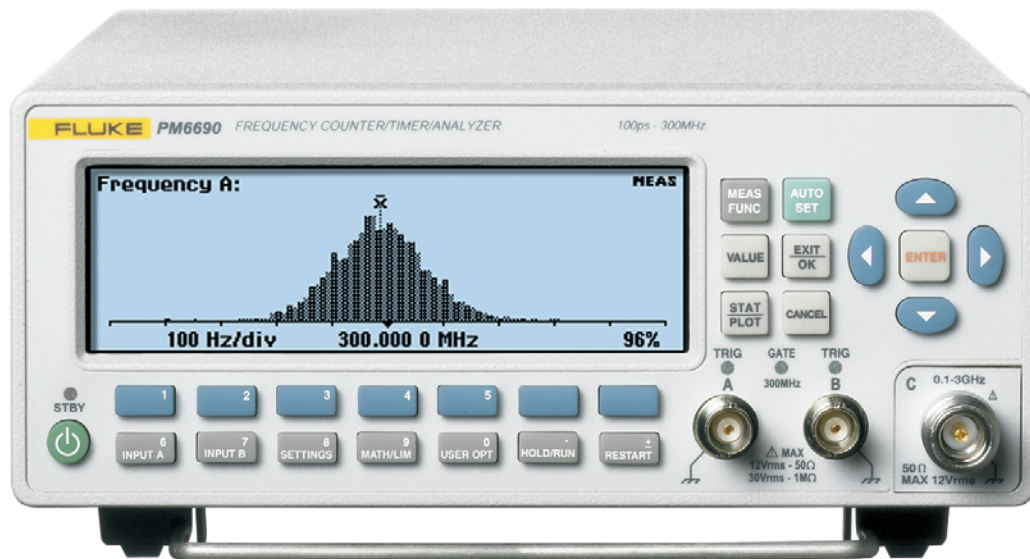 FLUKE PM6690 FREQUENCY COUNTER/TIMER/ANALYZER 100ps - 300MHz
Frequency A: MEAS
X
100 Hz/div 300.000 0 MHz 96%
MEAS FUNC
AUTO SET
VALUE
EXIT
OK
ENTER
STAT
PLOT
CANCEL
TRIG GATE TRIG
A 300MHz B
C 0.1-3GHz
STBY
1 2 3 4 5
6 7 8 9 0 - ±
INPUT A INPUT B SETTINGS MATH/LIM USER OPT HOLD/RUN RESTART
MAX
12Vrms - 50Ω
30Vrms - 1MΩ
50Ω
MAX 12Vrms